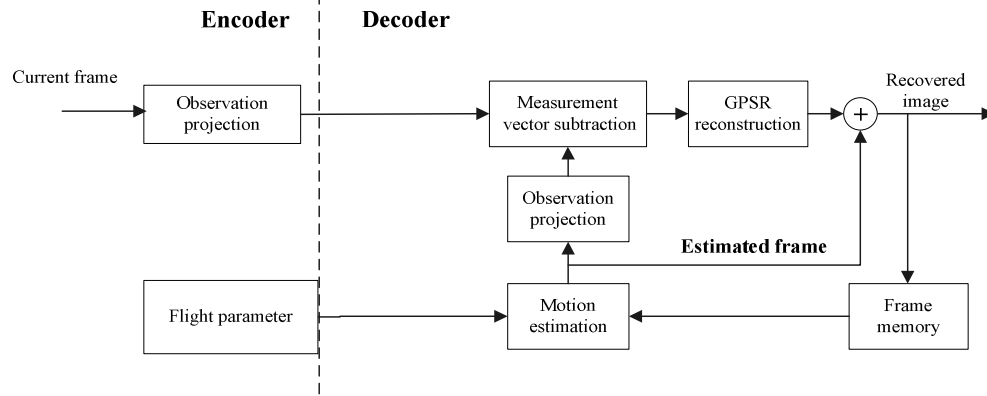 Encoder
Decoder
Current frame
Observation
projection
Measurement
vector subtraction
GPSR
reconstruction
+
Recovered
image
Observation
projection
Estimated frame
Flight parameter
Motion
estimation
Frame
memory